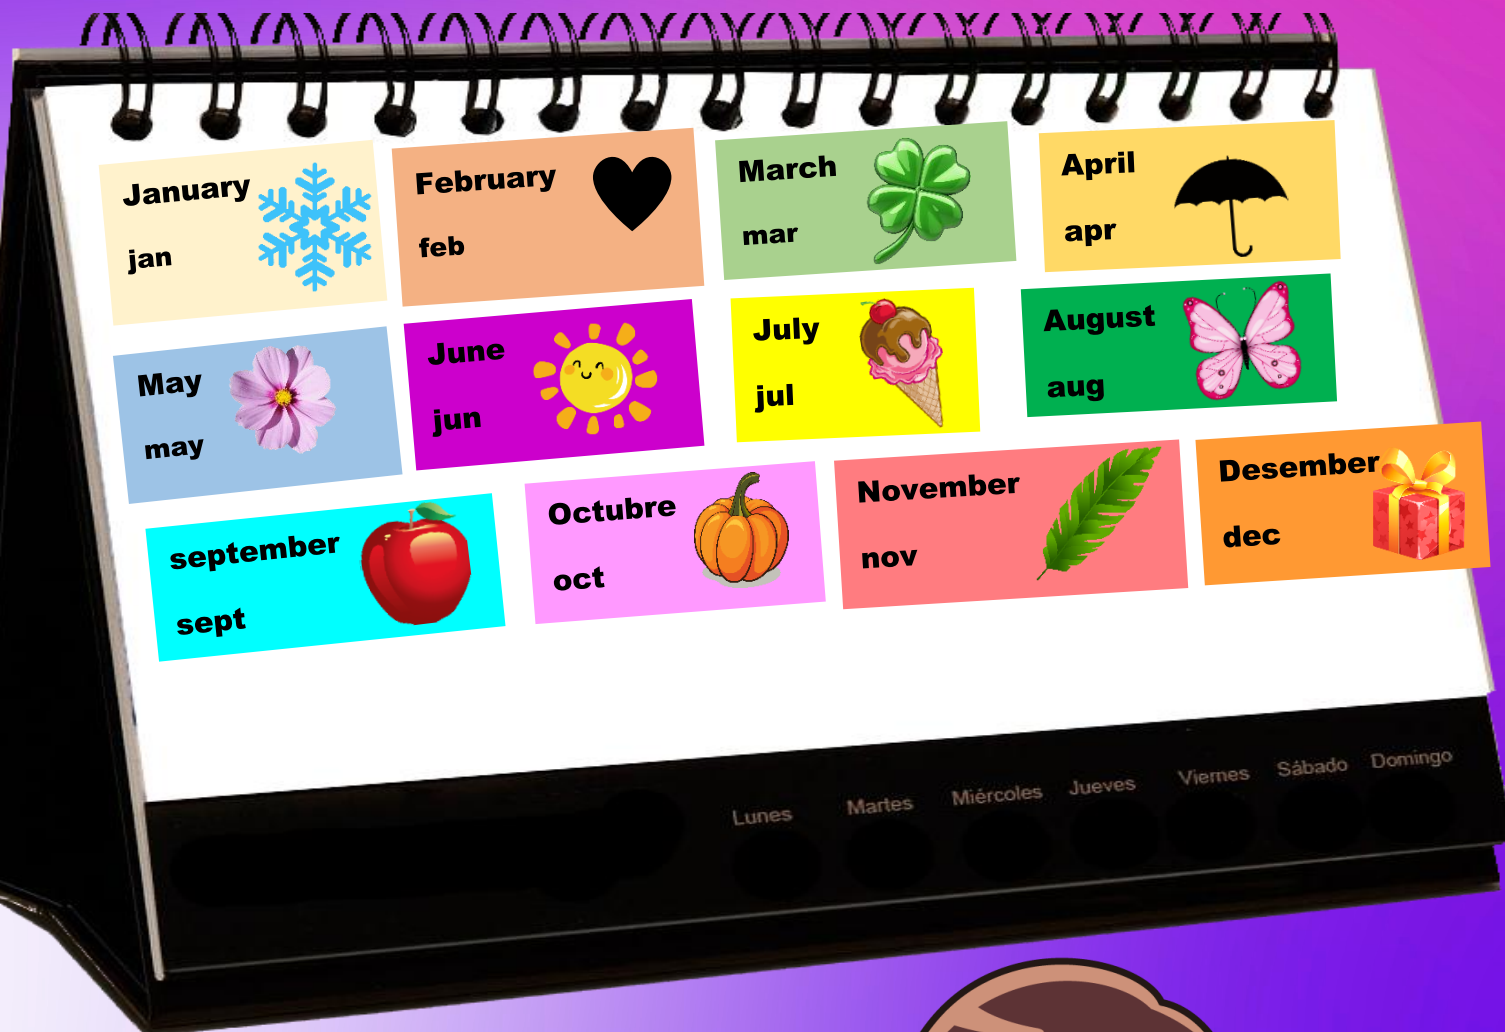 January
jan
February
feb
March
mar
April
apr
May
may
June
jun
July
jul
August
aug
september
sept
Octubre
oct
November
nov
Desember
dec
Lunes Martes Miércoles Jueves Viernes Sábado Domingo